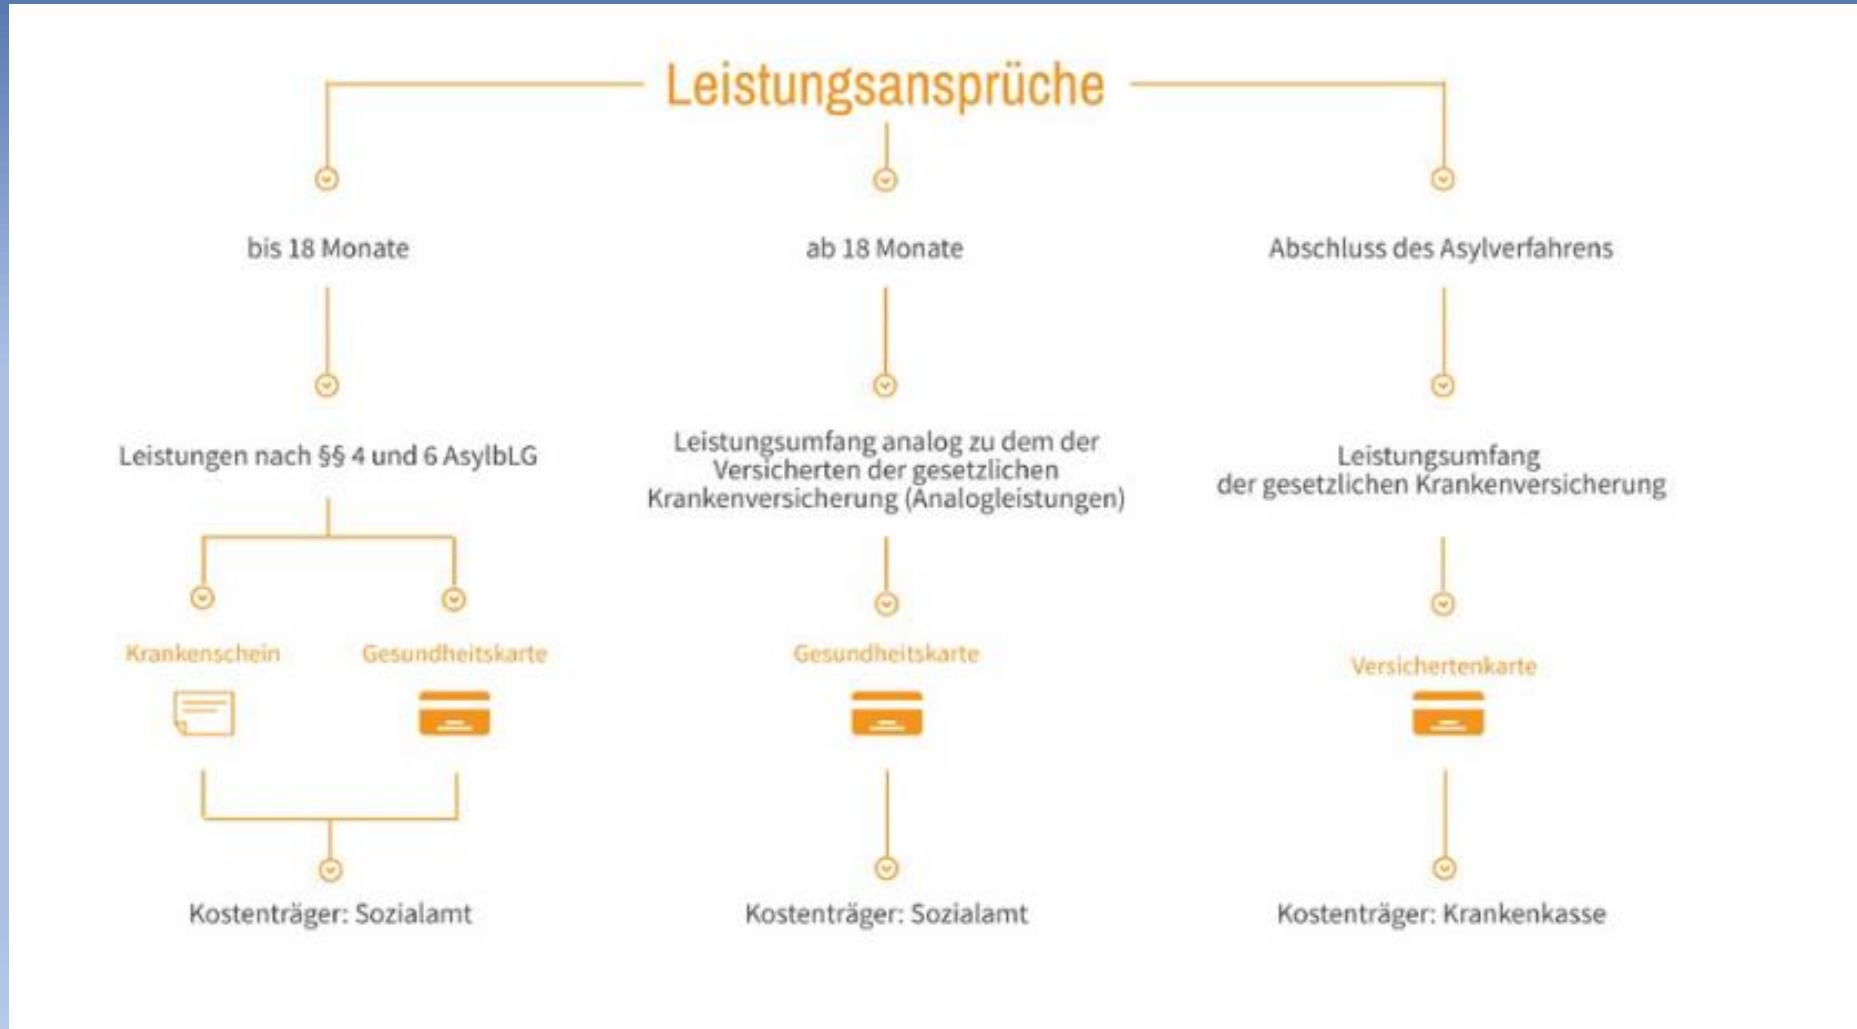 Leistungsansprüche
bis 18 Monate
Leistungen nach §§ 4 und 6 AsylbLG
Krankenschein
Gesundheitskarte
Kostenträger: Sozialamt
ab 18 Monate
Leistungsumfang analog zu dem der
Versicherten der gesetzlichen
Krankenversicherung (Analogleistungen)
Gesundheitskarte
Kostenträger: Sozialamt
Abschluss des Asylverfahrens
Leistungsumfang
der gesetzlichen Krankenversicherung
Versichertenkarte
Kostenträger: Krankenkasse